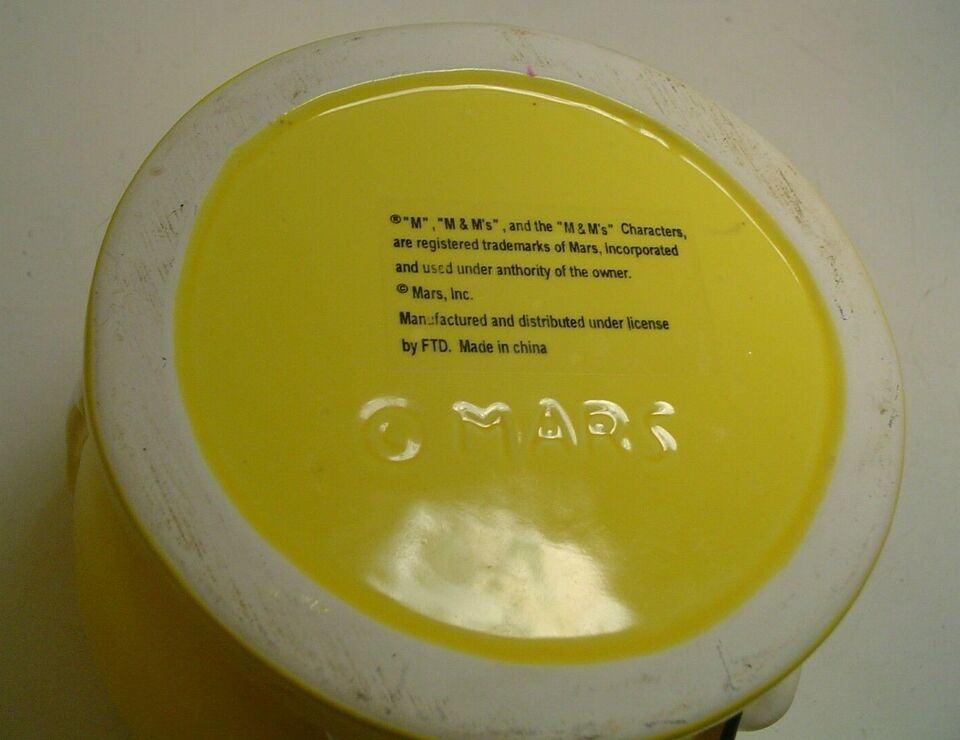 ® "M", "M & M's", and the "M & M's" Characters,
are registered trademarks of Mars, Incorporated
and used under anthority of the owner.
© Mars, Inc.
Manufactured and distributed under license
by FTD. Made in china
© MARS